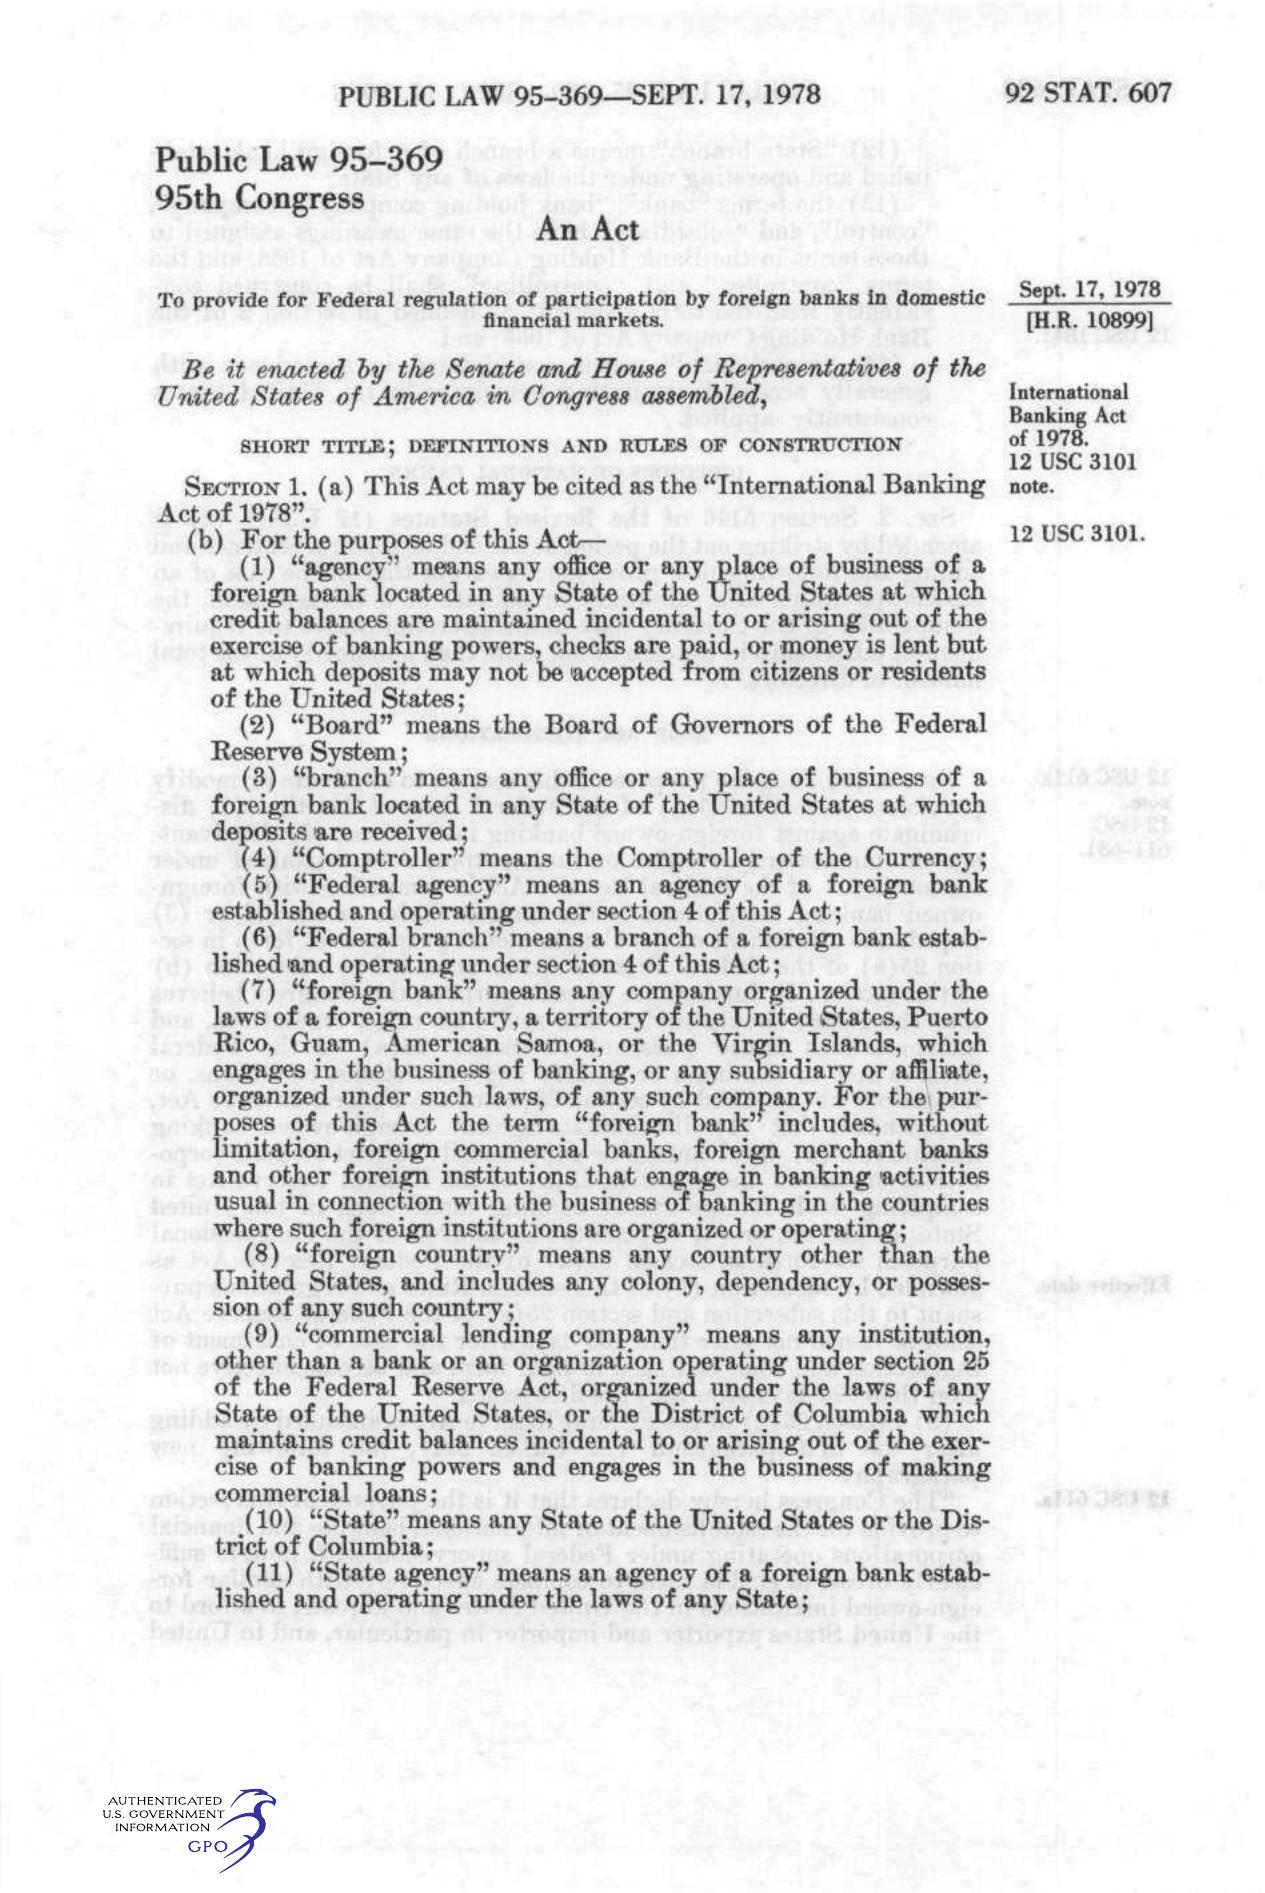 PUBLIC LAW 95–369—SEPT. 17, 1978
92 STAT. 607
Public Law 95–369
95th Congress
An Act
To provide for Federal regulation of participation by foreign banks in domestic
financial markets.
Sept. 17, 1978
[H.R. 10899]
Be it enacted by the Senate and House of Representatives of the
United States of America in Congress assembled,
International
Banking Act
of 1978.
12 USC 3101
note.
SHORT TITLE; DEFINITIONS AND RULES OF CONSTRUCTION
SECTION 1. (a) This Act may be cited as the “International Banking
Act of 1978”.
(b) For the purposes of this Act—
12 USC 3101.
(1) “agency” means any office or any place of business of a
foreign bank located in any State of the United States at which
credit balances are maintained incidental to or arising out of the
exercise of banking powers, checks are paid, or money is lent but
at which deposits may not be accepted from citizens or residents
of the United States;
(2) “Board” means the Board of Governors of the Federal
Reserve System;
(3) “branch” means any office or any place of business of a
foreign bank located in any State of the United States at which
deposits are received;
(4) “Comptroller” means the Comptroller of the Currency;
(5) “Federal agency” means an agency of a foreign bank
established and operating under section 4 of this Act;
(6) “Federal branch” means a branch of a foreign bank estab-
lished and operating under section 4 of this Act;
(7) “foreign bank” means any company organized under the
laws of a foreign country, a territory of the United States, Puerto
Rico, Guam, American Samoa, or the Virgin Islands, which
engages in the business of banking, or any subsidiary or affiliate,
organized under such laws, of any such company. For the pur-
poses of this Act the term “foreign bank” includes, without
limitation, foreign commercial banks, foreign merchant banks
and other foreign institutions that engage in banking activities
usual in connection with the business of banking in the countries
where such foreign institutions are organized or operating;
(8) “foreign country” means any country other than the
United States, and includes any colony, dependency, or posses-
sion of any such country;
(9) “commercial lending company” means any institution,
other than a bank or an organization operating under section 25
of the Federal Reserve Act, organized under the laws of any
State of the United States, or the District of Columbia which
maintains credit balances incidental to or arising out of the exer-
cise of banking powers and engages in the business of making
commercial loans;
(10) “State” means any State of the United States or the Dis-
trict of Columbia;
(11) “State agency” means an agency of a foreign bank estab-
lished and operating under the laws of any State;
AUTHENTICATED
U.S. GOVERNMENT
INFORMATION
GPO